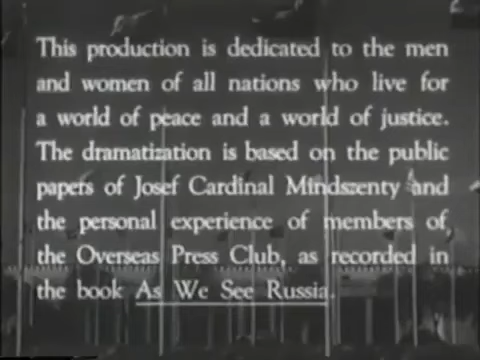 This production is dedicated to the men
and women of all nations who live for
a world of peace and a world of justice.
The dramatization is based on the public
papers of Josef Cardinal Mindszenty and
the personal experience of members of
the Overseas Press Club, as recorded in
the book As We See Russia.